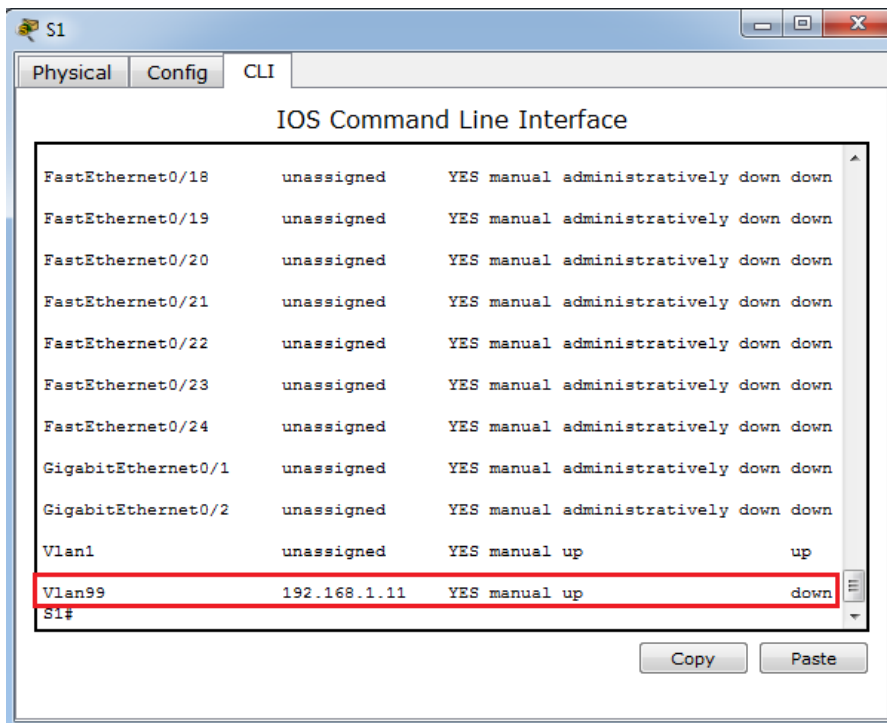 S1
Physical Config CLI
IOS Command Line Interface
FastEthernet0/18 unassigned YES manual administratively down down
FastEthernet0/19 unassigned YES manual administratively down down
FastEthernet0/20 unassigned YES manual administratively down down
FastEthernet0/21 unassigned YES manual administratively down down
FastEthernet0/22 unassigned YES manual administratively down down
FastEthernet0/23 unassigned YES manual administratively down down
FastEthernet0/24 unassigned YES manual administratively down down
GigabitEthernet0/1 unassigned YES manual administratively down down
GigabitEthernet0/2 unassigned YES manual administratively down down
Vlan1 unassigned YES manual up up
Vlan99 192.168.1.11 YES manual up down
S1#
Copy Paste